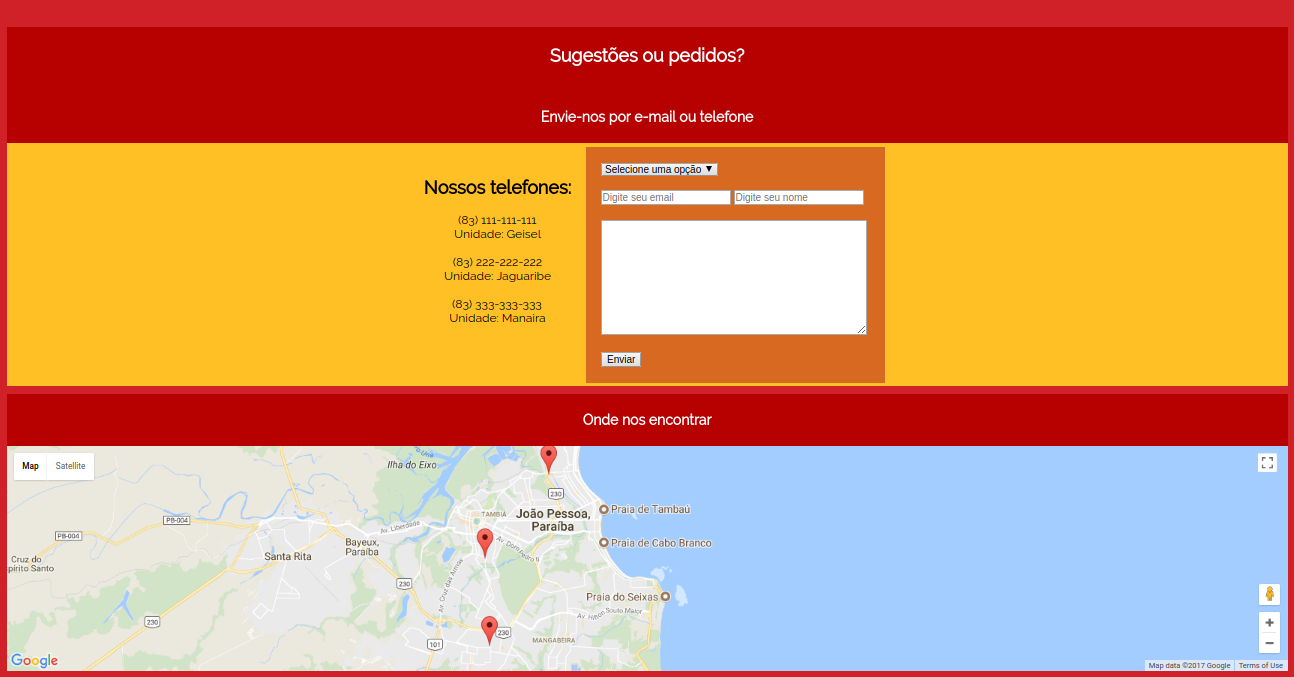 Sugestões ou pedidos?
Envie-nos por e-mail ou telefone
Nossos telefones:
(83) 111-111-111
Unidade: Geisel
(83) 222-222-222
Unidade: Jaguaribe
(83) 333-333-333
Unidade: Manaira
Selecione uma opção
Digite seu email Digite seu nome
Enviar
Onde nos encontrar
Map Satellite
Ilha do Eixo
230
João Pessoa,
Paraíba
TAMBIÁ
Praia de Tambaú
PB-004
PB-004
Av. Liberdade
Av. Dom Pedro II
Praia de Cabo Branco
Bayeux,
Paraíba
Santa Rita
Cruz do
pírito Santo
Av. Cruz das Armas
230
Praia do Seixas
Av. Hilton Souto Maior
230
230
101
MANGABEIRA
Google
Map data ©2017 Google Terms of Use